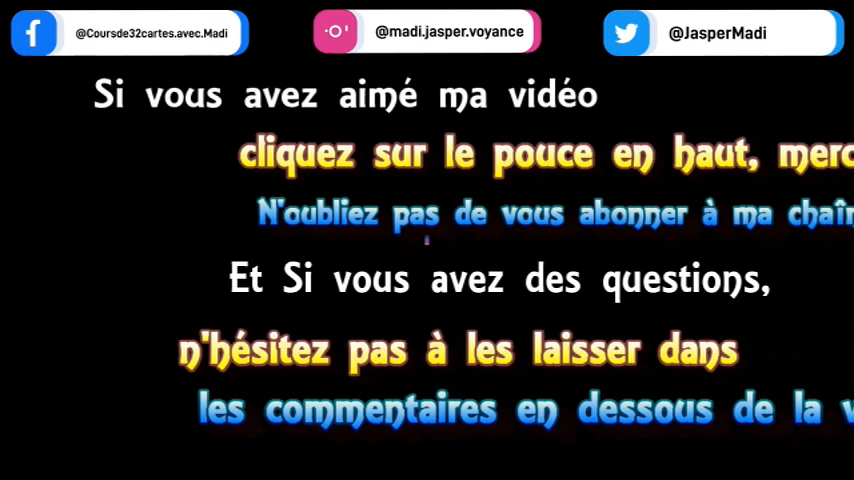 @Coursde32cartes.avec.Madi
@madi.jasper.voyance
@JasperMadi
Si vous avez aimé ma vidéo
cliquez sur le pouce en haut, merc
N'oubliez pas de vous abonner à ma chaîn
Et Si vous avez des questions,
n'hésitez pas à les laisser dans
les commentaires en dessous de la v